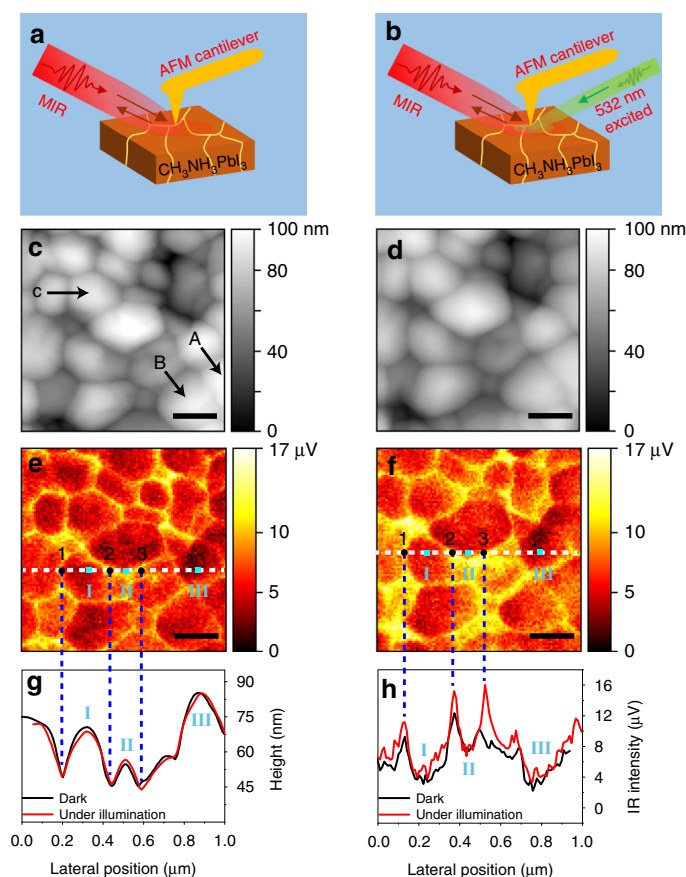 a
AFM cantilever
MIR
CH3NH3PbI3
b
AFM cantilever
MIR
532 nm
excited
CH3NH3PbI3
c
c
A
B
100 nm
80
60
40
20
0
d
100 nm
80
60
40
20
0
e
1
2
3
I
II
III
17 μV
10
5
0
f
1
2
3
I
II
III
17 μV
10
5
0
g
I
II
III
90
75
60
45
Height (nm)
Dark
Under illumination
0.0 0.2 0.4 0.6 0.8 1.0
Lateral position (μm)
h
I
II
III
16
12
8
4
0
IR intensity (μV)
Dark
Under illumination
0.0 0.2 0.4 0.6 0.8 1.0
Lateral position (μm)